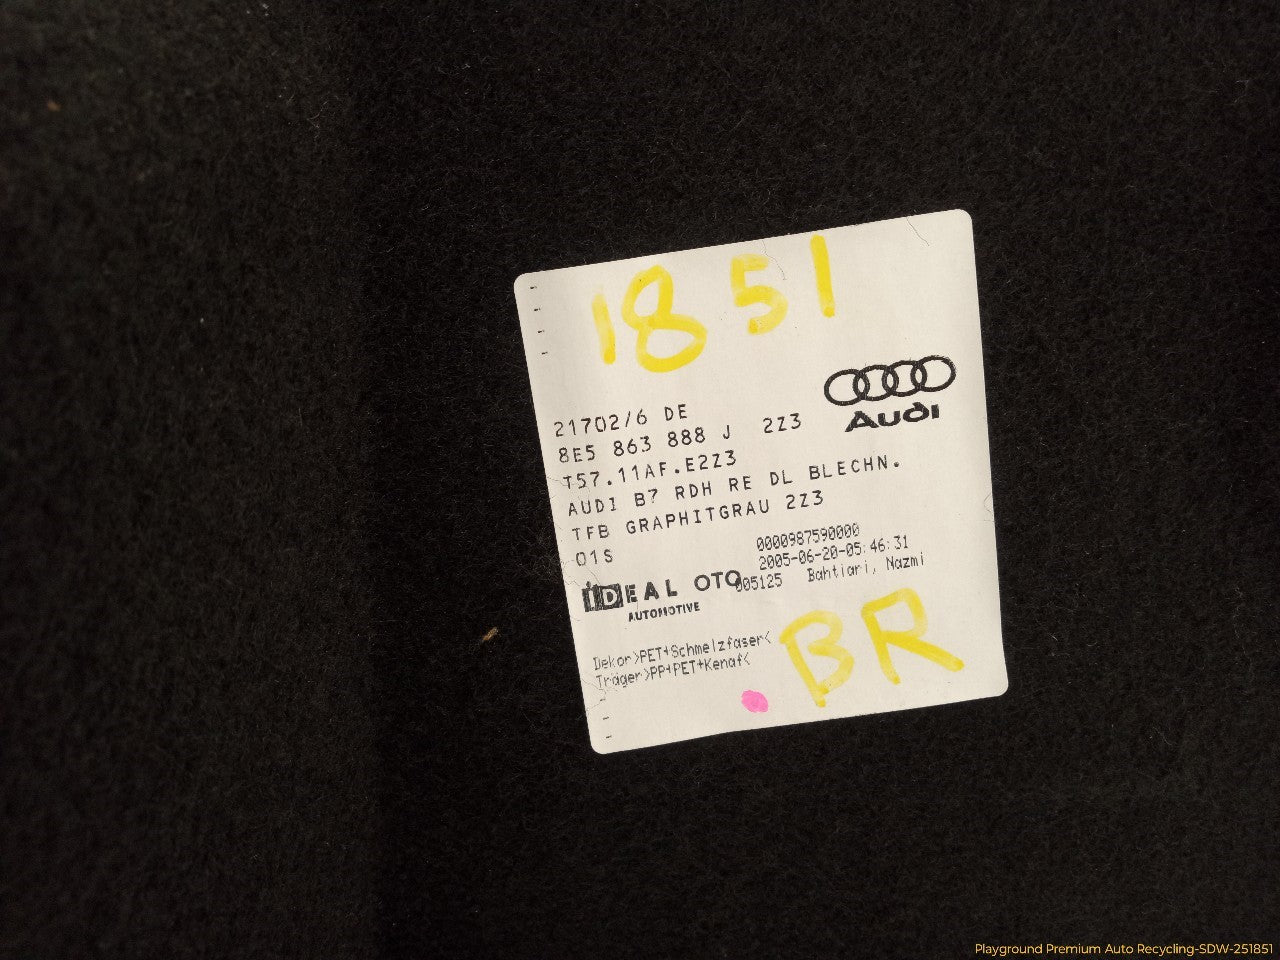 1851
Audi
21702/6 DE
8E5 863 888 J 2Z3
T57.11AF.E2Z3
AUDI B7 RDH RE DL BLECHN.
TFB GRAPHITGRAU 2Z3
01S
0000987590000
2005-06-20-05:46:31
005125 Bahtiari, Nazmi
İDEAL OTO
AUTOMOTIVE
Dekor>PET+Schmelzfaser<
Träger>PP+PET+Kenaf<
BR
Playground Premium Auto Recycling-SDW-251851